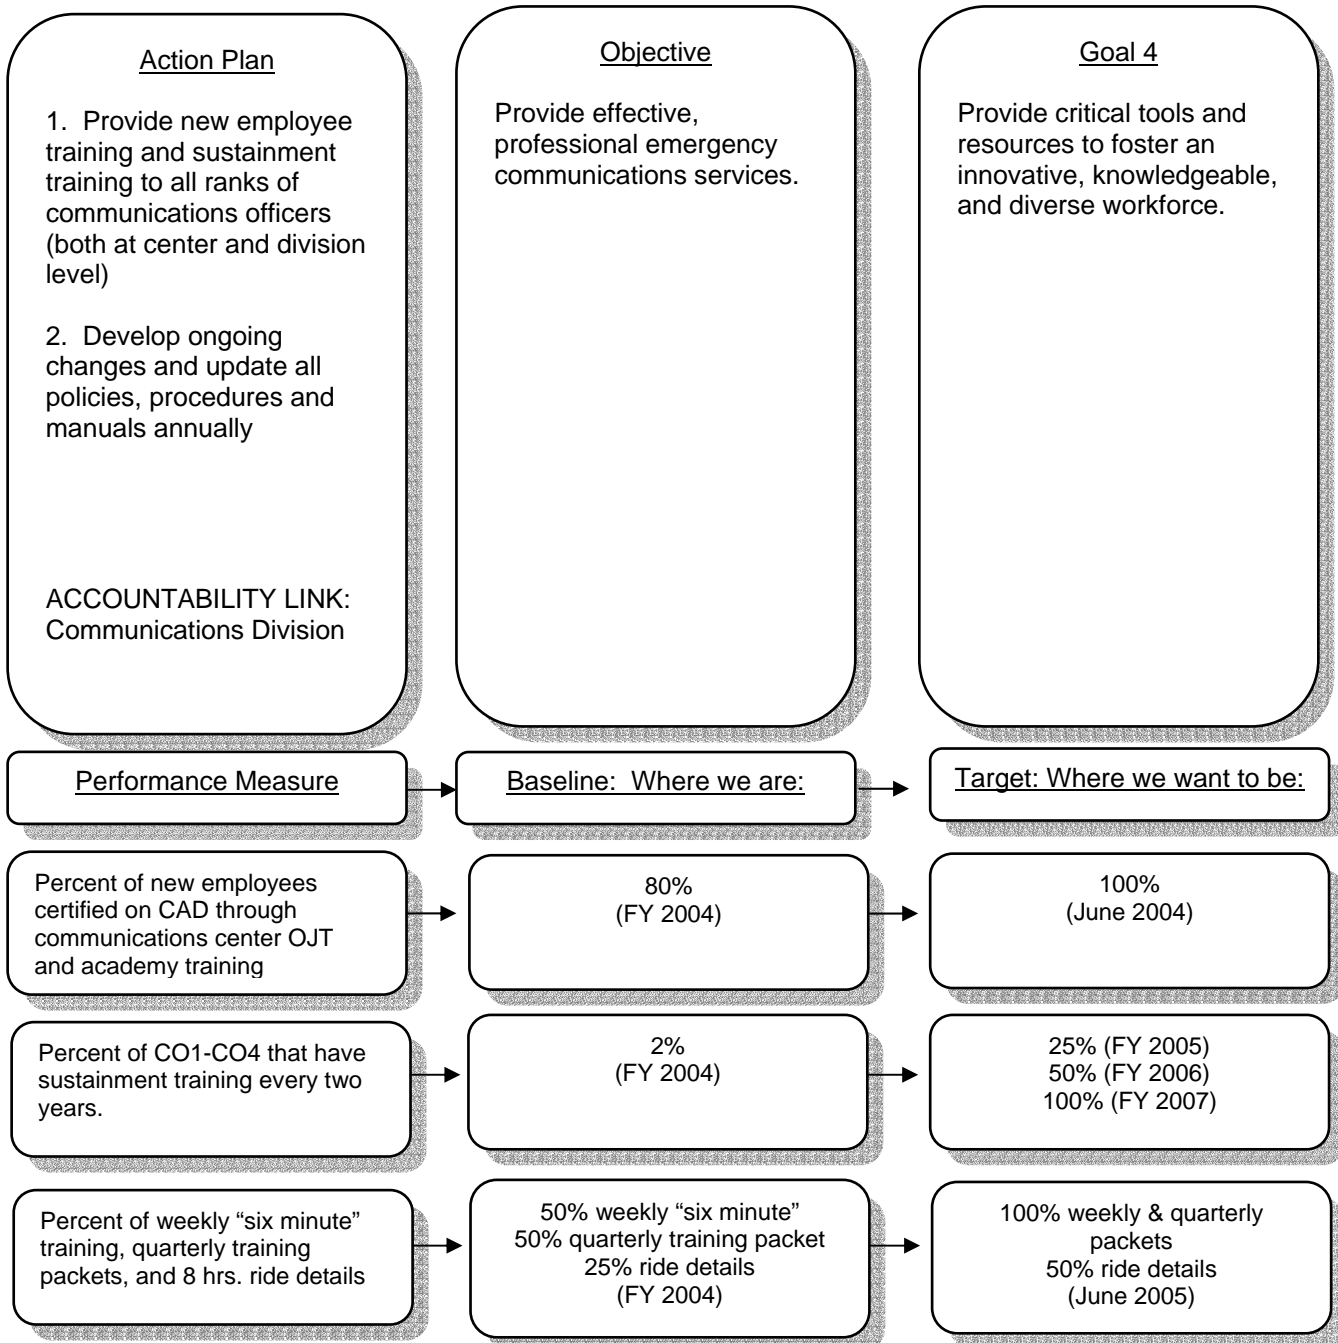 Action Plan
1. Provide new employee
training and sustainment
training to all ranks of
communications officers
(both at center and division
level)
2. Develop ongoing
changes and update all
policies, procedures and
manuals annually
ACCOUNTABILITY LINK:
Communications Division
Objective
Provide effective,
professional emergency
communications services.
Goal 4
Provide critical tools and
resources to foster an
innovative, knowledgeable,
and diverse workforce.
Performance Measure
Baseline: Where we are:
Target: Where we want to be:
Percent of new employees
certified on CAD through
communications center OJT
and academy training
80%
(FY 2004)
100%
(June 2004)
Percent of CO1-CO4 that have
sustainment training every two
years.
2%
(FY 2004)
25% (FY 2005)
50% (FY 2006)
100% (FY 2007)
Percent of weekly “six minute”
training, quarterly training
packets, and 8 hrs. ride details
50% weekly “six minute”
50% quarterly training packet
25% ride details
(FY 2004)
100% weekly & quarterly
packets
50% ride details
(June 2005)